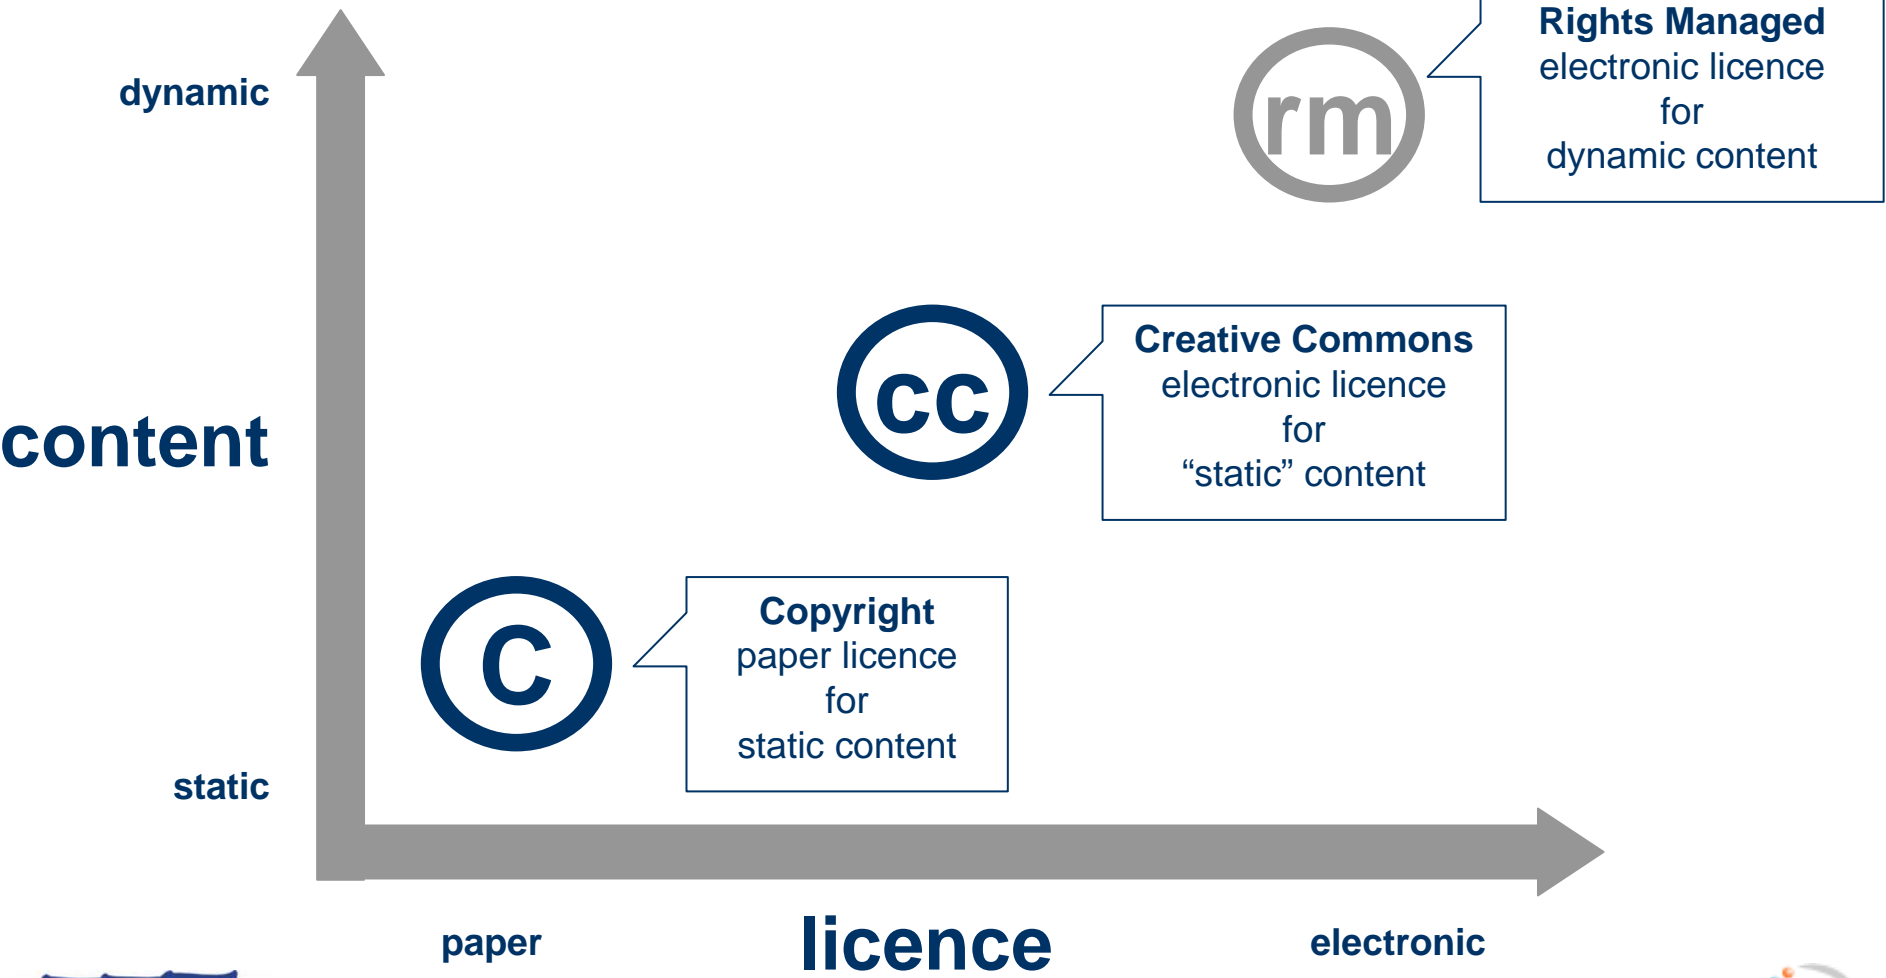 dynamic
rm
Rights Managed
electronic licence
for
dynamic content
content
cc
Creative Commons
electronic licence
for
“static” content
C
Copyright
paper licence
for
static content
static
paper
licence
electronic